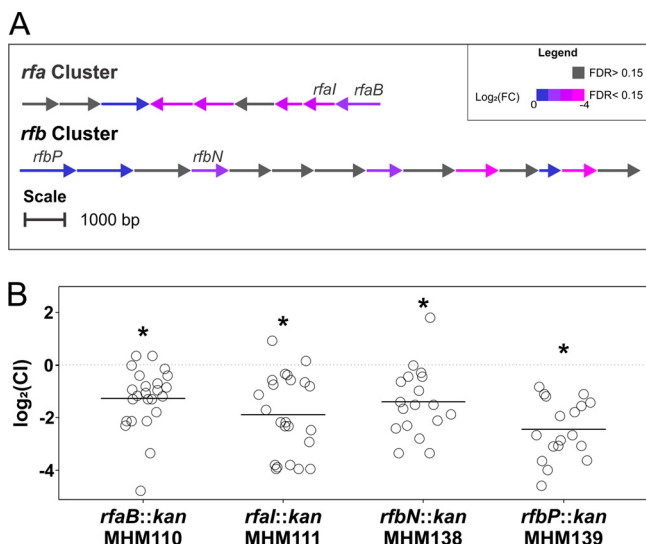 A
rfa Cluster
rfaI rfaB
Legend
FDR> 0.15
Log₂(FC) FDR< 0.15
0 -4
rfb Cluster
rfbP rfbN
Scale
1000 bp
B
log₂(CI)
2
0
-2
-4
* * * *
rfaB::kan rfaI::kan rfbN::kan rfbP::kan
MHM110 MHM111 MHM138 MHM139